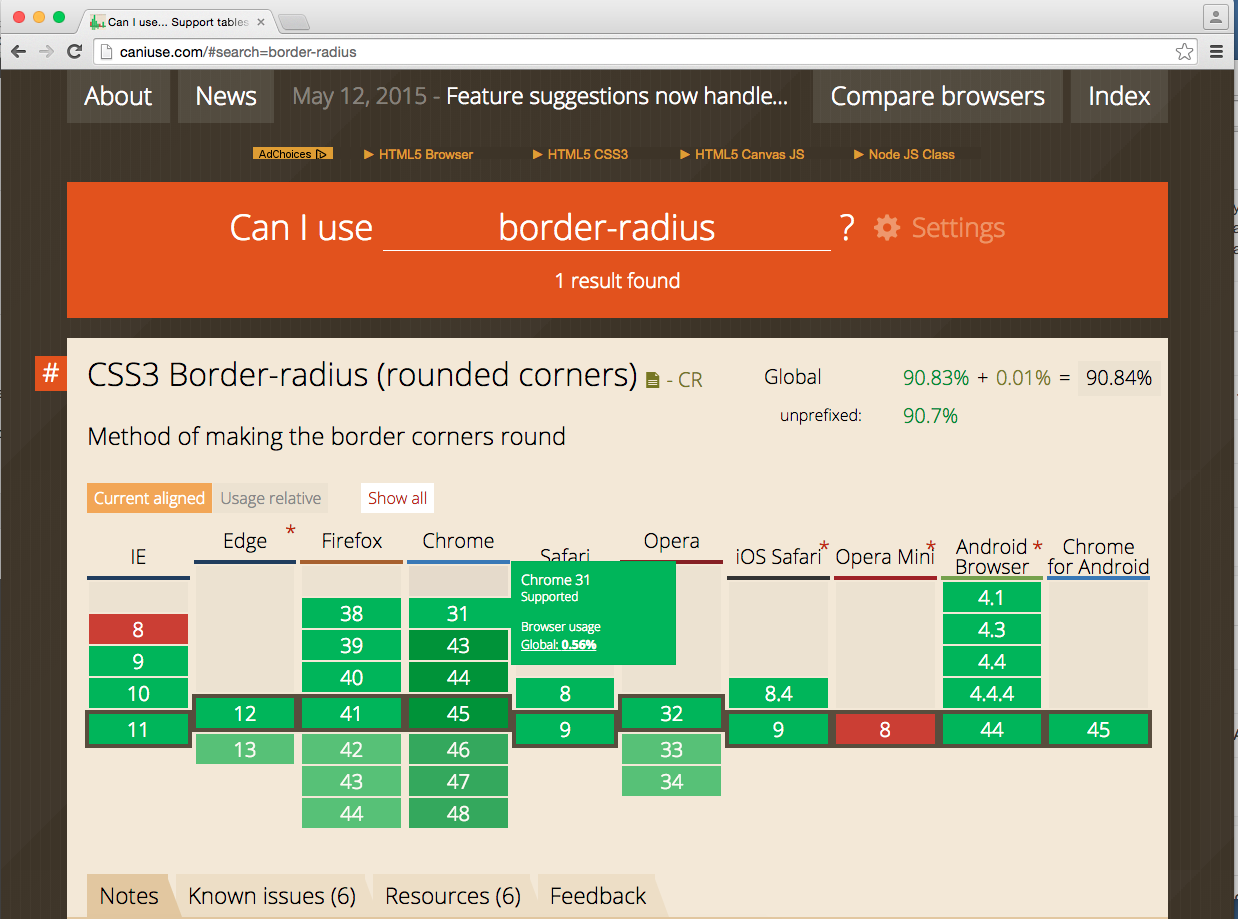 Can I use... Support tables
caniuse.com/#search=border-radius
About News May 12, 2015 - Feature suggestions now handle... Compare browsers Index
AdChoices HTML5 Browser HTML5 CSS3 HTML5 Canvas JS Node JS Class
Can I use border-radius ? Settings
1 result found
# CSS3 Border-radius (rounded corners) - CR
Global 90.83% + 0.01% = 90.84%
unprefixed: 90.7%
Method of making the border corners round
Current aligned Usage relative Show all
IE Edge * Firefox Chrome Safari Opera iOS Safari * Opera Mini * Android Browser * Chrome for Android
Chrome 31
Supported
Browser usage
Global: 0.56%
4.1
38 31
8 39 43 4.3
9 40 44 4.4
10 8 8.4 4.4.4
11 12 41 45 9 32 9 8 44 45
13 42 46 33
43 47 34
44 48
Notes Known issues (6) Resources (6) Feedback